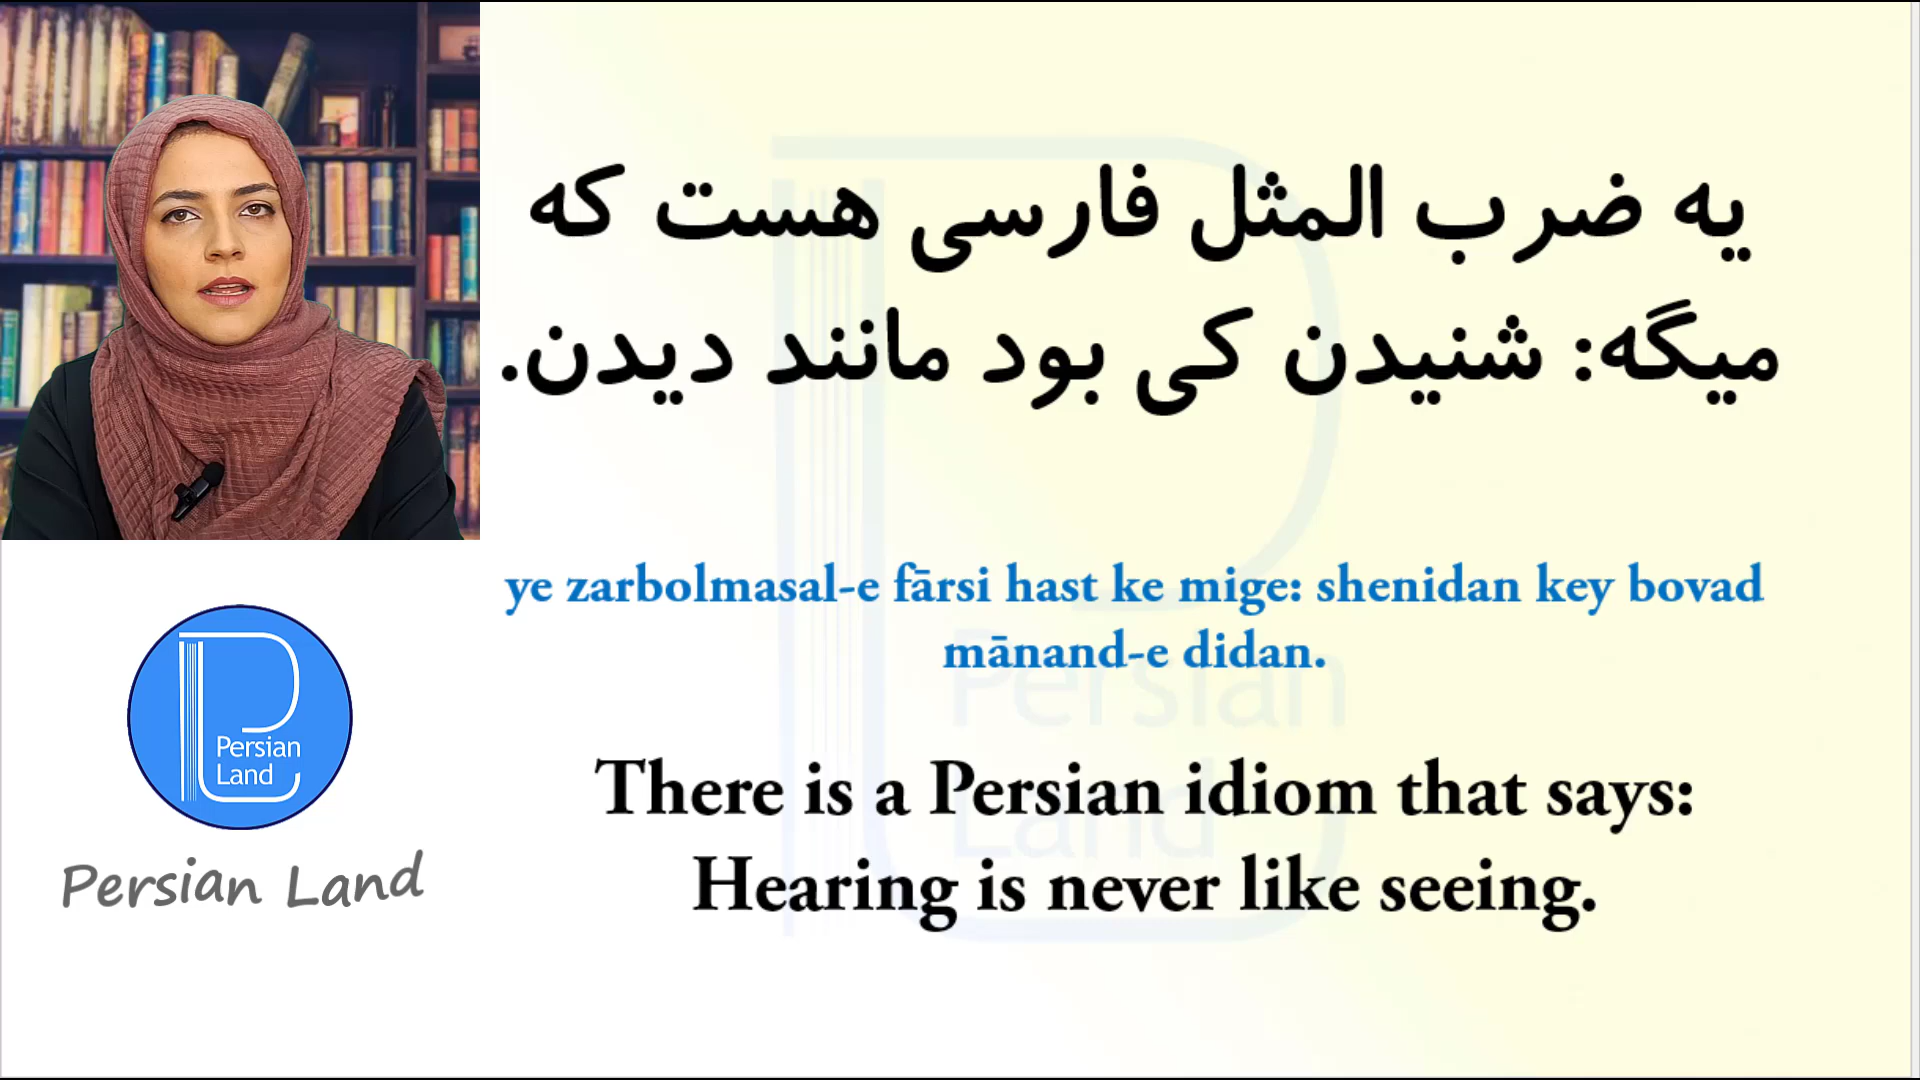 یه ضرب المثل فارسی هست که
میگه: شنیدن کی بود مانند دیدن.
ye zarbolmasal-e fārsi hast ke mige: shenidan key bovad
mānand-e didan.
There is a Persian idiom that says:
Hearing is never like seeing.
Persian
Land
Persian Land
Persian
Land